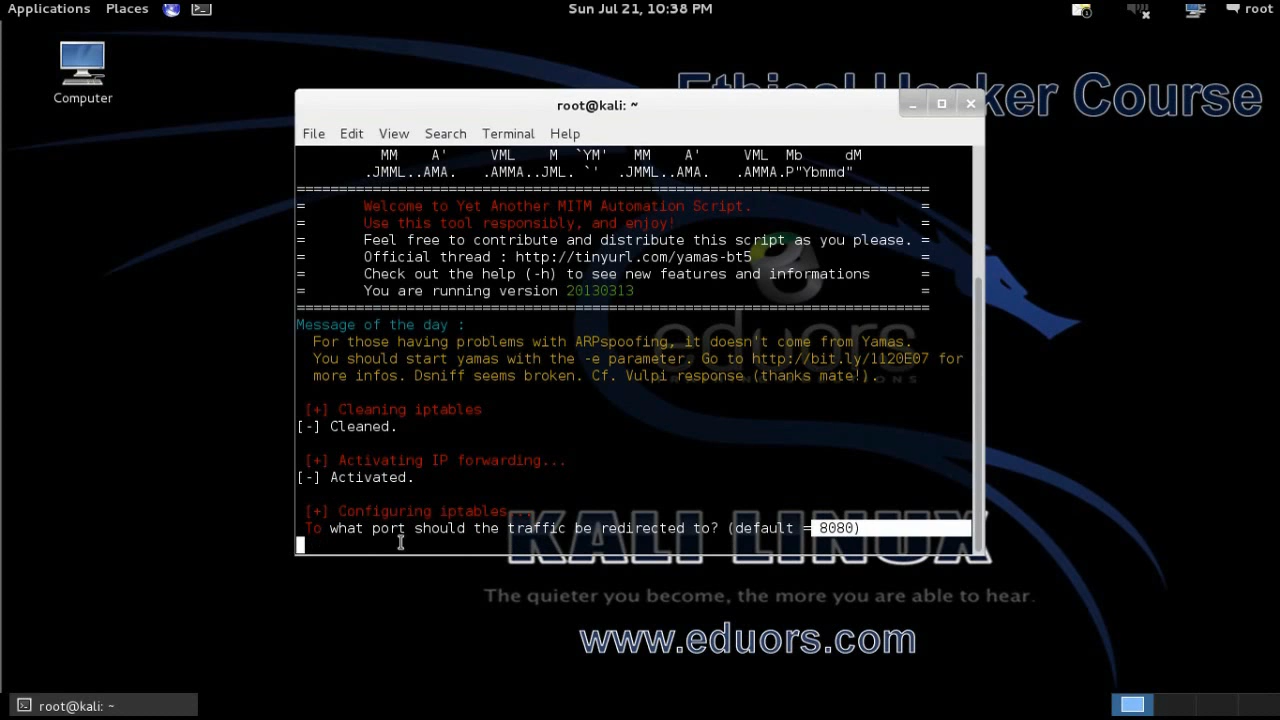 Applications Places Sun Jul 21, 10:38 PM root
Computer
Ethical Hacker Course
root@kali: ~
File Edit View Search Terminal Help
MM A' VML M `YM' MM A' VML Mb dM
.JMML..AMA. .AMMA..JML. `' .JMML..AMA. .AMMA.P"Ybmmd"
===========================================================================
= Welcome to Yet Another MITM Automation Script. =
= Use this tool responsibly, and enjoy! =
= Feel free to contribute and distribute this script as you please. =
= Official thread : http://tinyurl.com/yamas-bt5 =
= Check out the help (-h) to see new features and informations =
= You are running version 20130313 =
===========================================================================
Message of the day :
For those having problems with ARPspoofing, it doesn't come from Yamas.
You should start yamas with the -e parameter. Go to http://bit.ly/1120E07 for
more infos. Dsniff seems broken. Cf. Vulpi response (thanks mate!).
[+] Cleaning iptables
[-] Cleaned.
[+] Activating IP forwarding...
[-] Activated.
[+] Configuring iptables...
To what port should the traffic be redirected to? (default = 8080)
eduors
KALI LINUX
The quieter you become, the more you are able to hear.
www.eduors.com
root@kali: ~